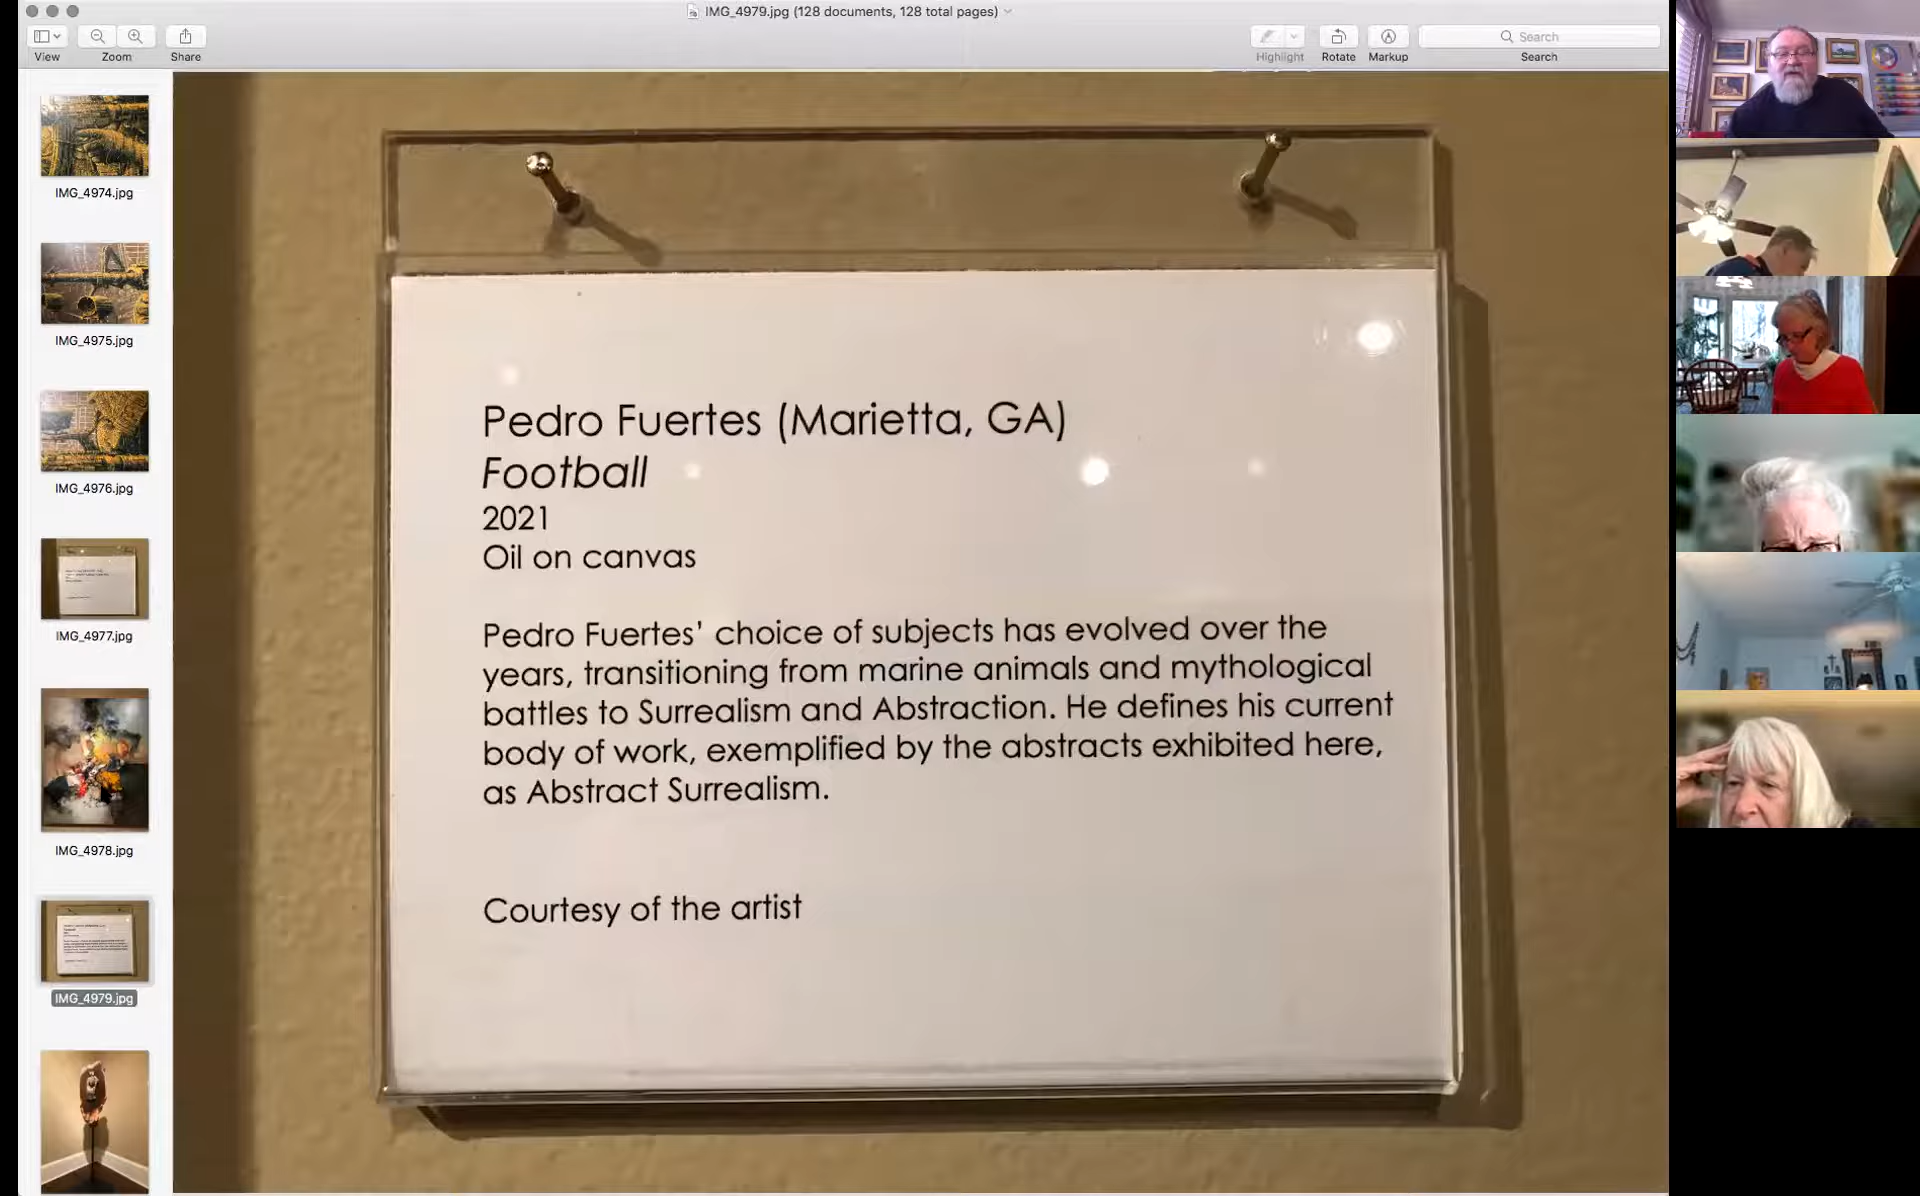 IMG_4979.jpg (128 documents, 128 total pages)
View
Zoom
Share
Highlight
Rotate
Markup
Search
Search
IMG_4974.jpg
IMG_4975.jpg
IMG_4976.jpg
IMG_4977.jpg
IMG_4978.jpg
IMG_4979.jpg
Pedro Fuertes (Marietta, GA)
Football
2021
Oil on canvas
Pedro Fuertes’ choice of subjects has evolved over the
years, transitioning from marine animals and mythological
battles to Surrealism and Abstraction. He defines his current
body of work, exemplified by the abstracts exhibited here,
as Abstract Surrealism.
Courtesy of the artist